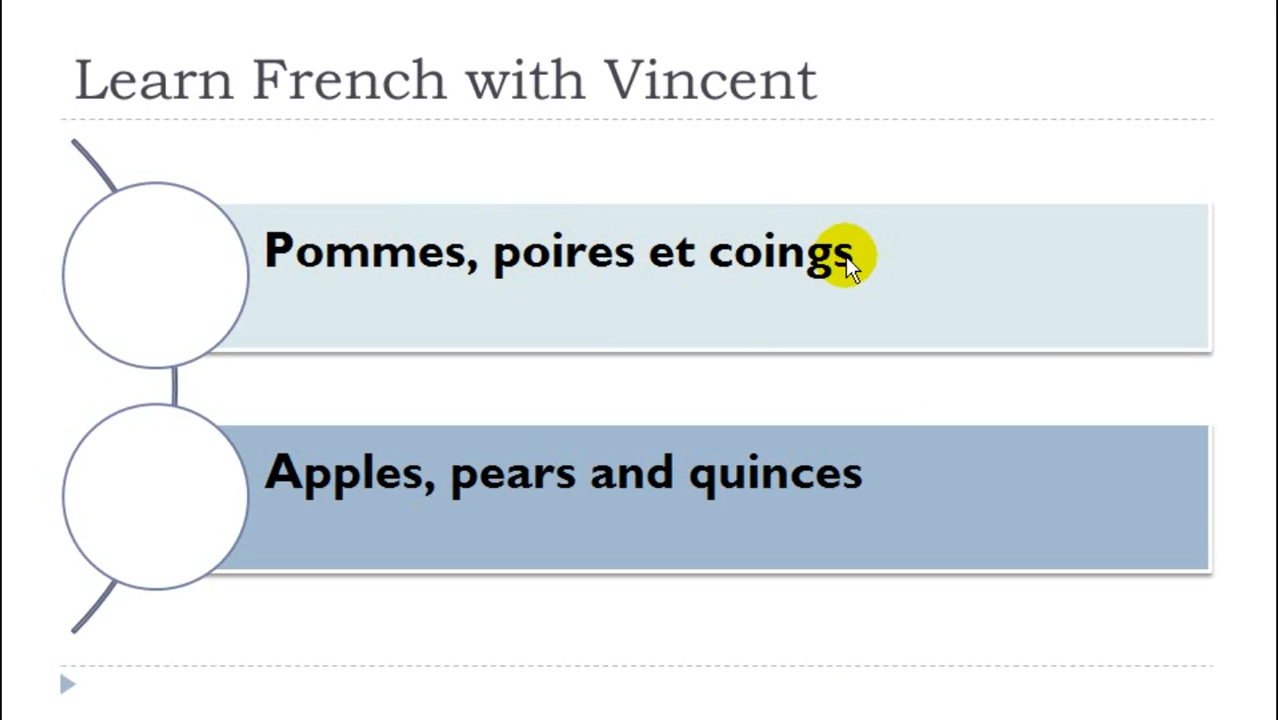 Learn French with Vincent
Pommes, poires et coings
Apples, pears and quinces